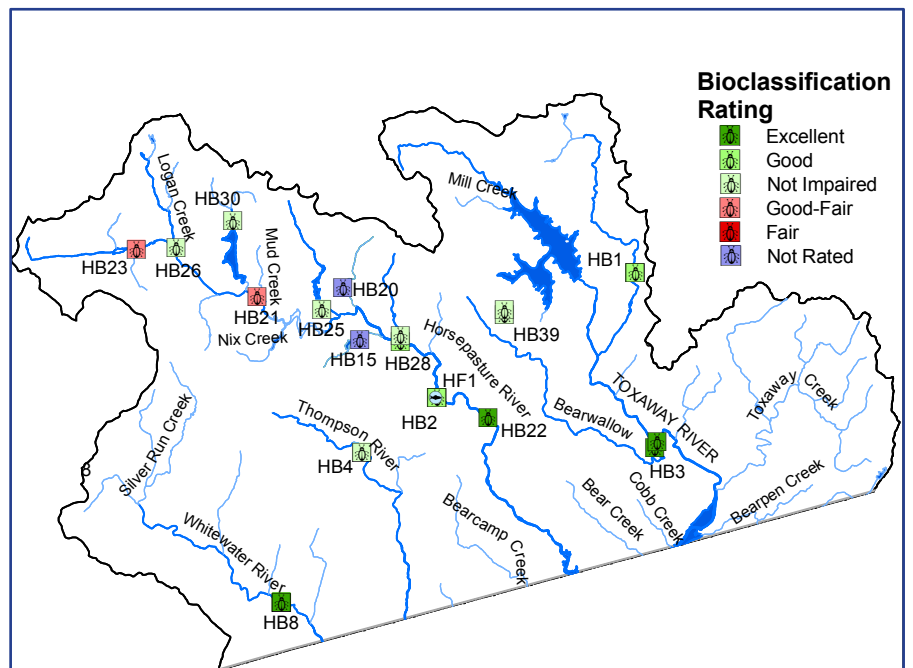 Bioclassification
Rating
Excellent
Good
Not Impaired
Good-Fair
Fair
Not Rated
Mill Creek
Logan Creek
HB30
Mud Creek
HB23
HB26
HB1
HB20
HB21
HB25
Nix Creek
HB15
HB28
HB39
Horsepasture River
HF1
HB2
HB22
Bearwallow
TOXAWAY RIVER
Toxaway
Creek
Thompson River
HB4
HB3
Silver Run Creek
Bear Creek
Cobb Creek
Bearpen Creek
Bearcamp Creek
Whitewater River
HB8